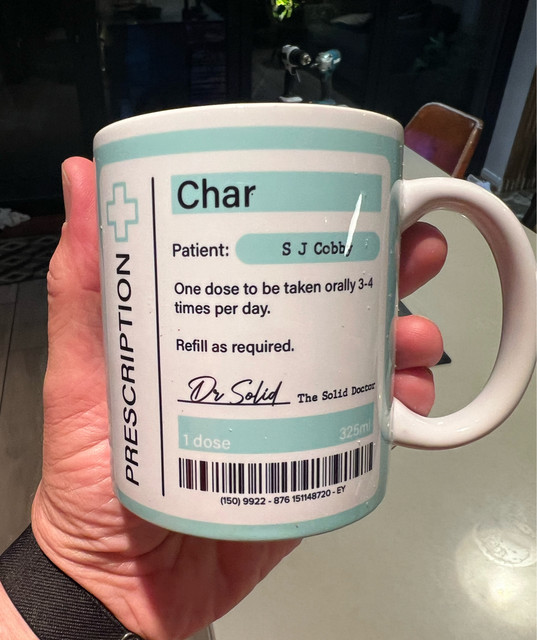 PRESCRIPTION
Char
Patient: S J Cobby
One dose to be taken orally 3-4
times per day.
Refill as required.
Dr Solid The Solid Doctor
1 dose 325ml
(150) 9922 - 876 151148720 - EY